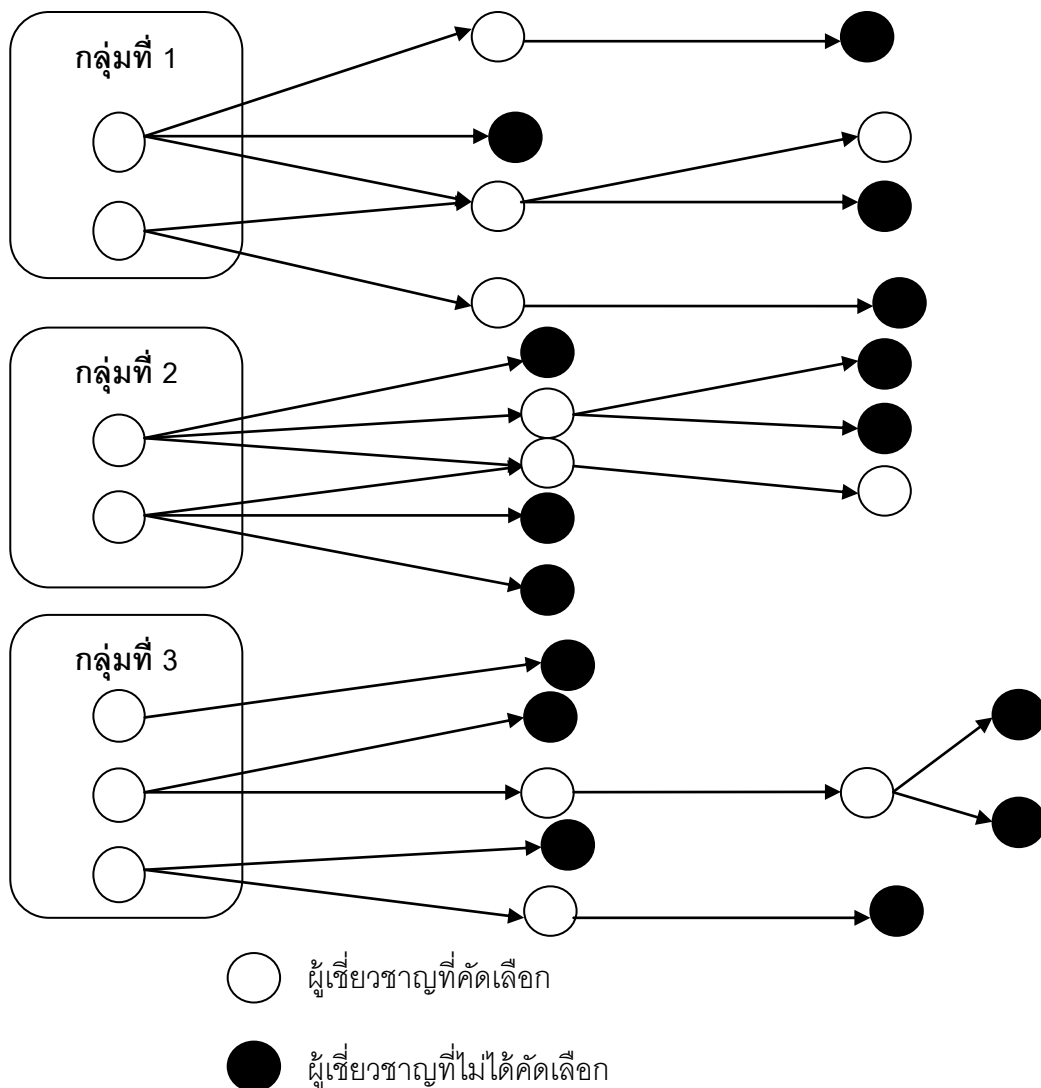 กลุ่มที่ 1
กลุ่มที่ 2
กลุ่มที่ 3
ผู้เชี่ยวชาญที่คัดเลือก
ผู้เชี่ยวชาญที่ไม่ได้คัดเลือก